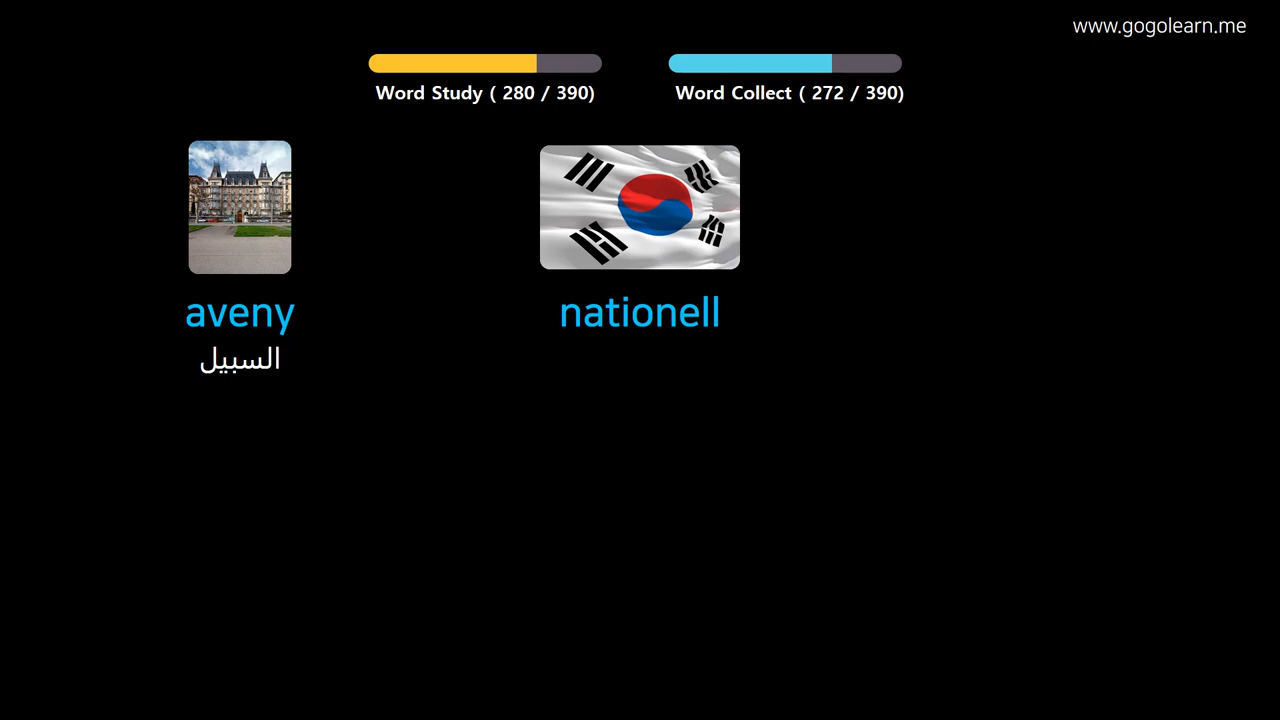 www.gogolearn.me
Word Study ( 280 / 390)
Word Collect ( 272 / 390)
aveny
السبيل
nationell